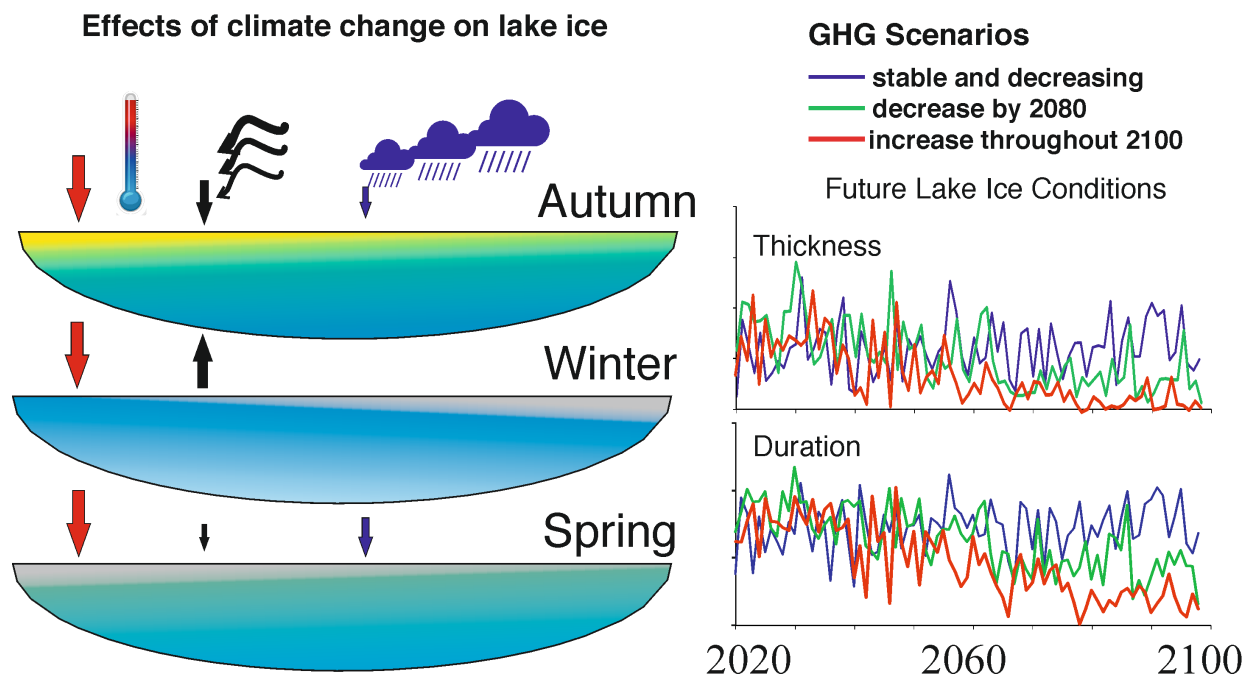 Effects of climate change on lake ice
Autumn
Winter
Spring
GHG Scenarios
stable and decreasing
decrease by 2080
increase throughout 2100
Future Lake Ice Conditions
Thickness
Duration
2020 2060 2100